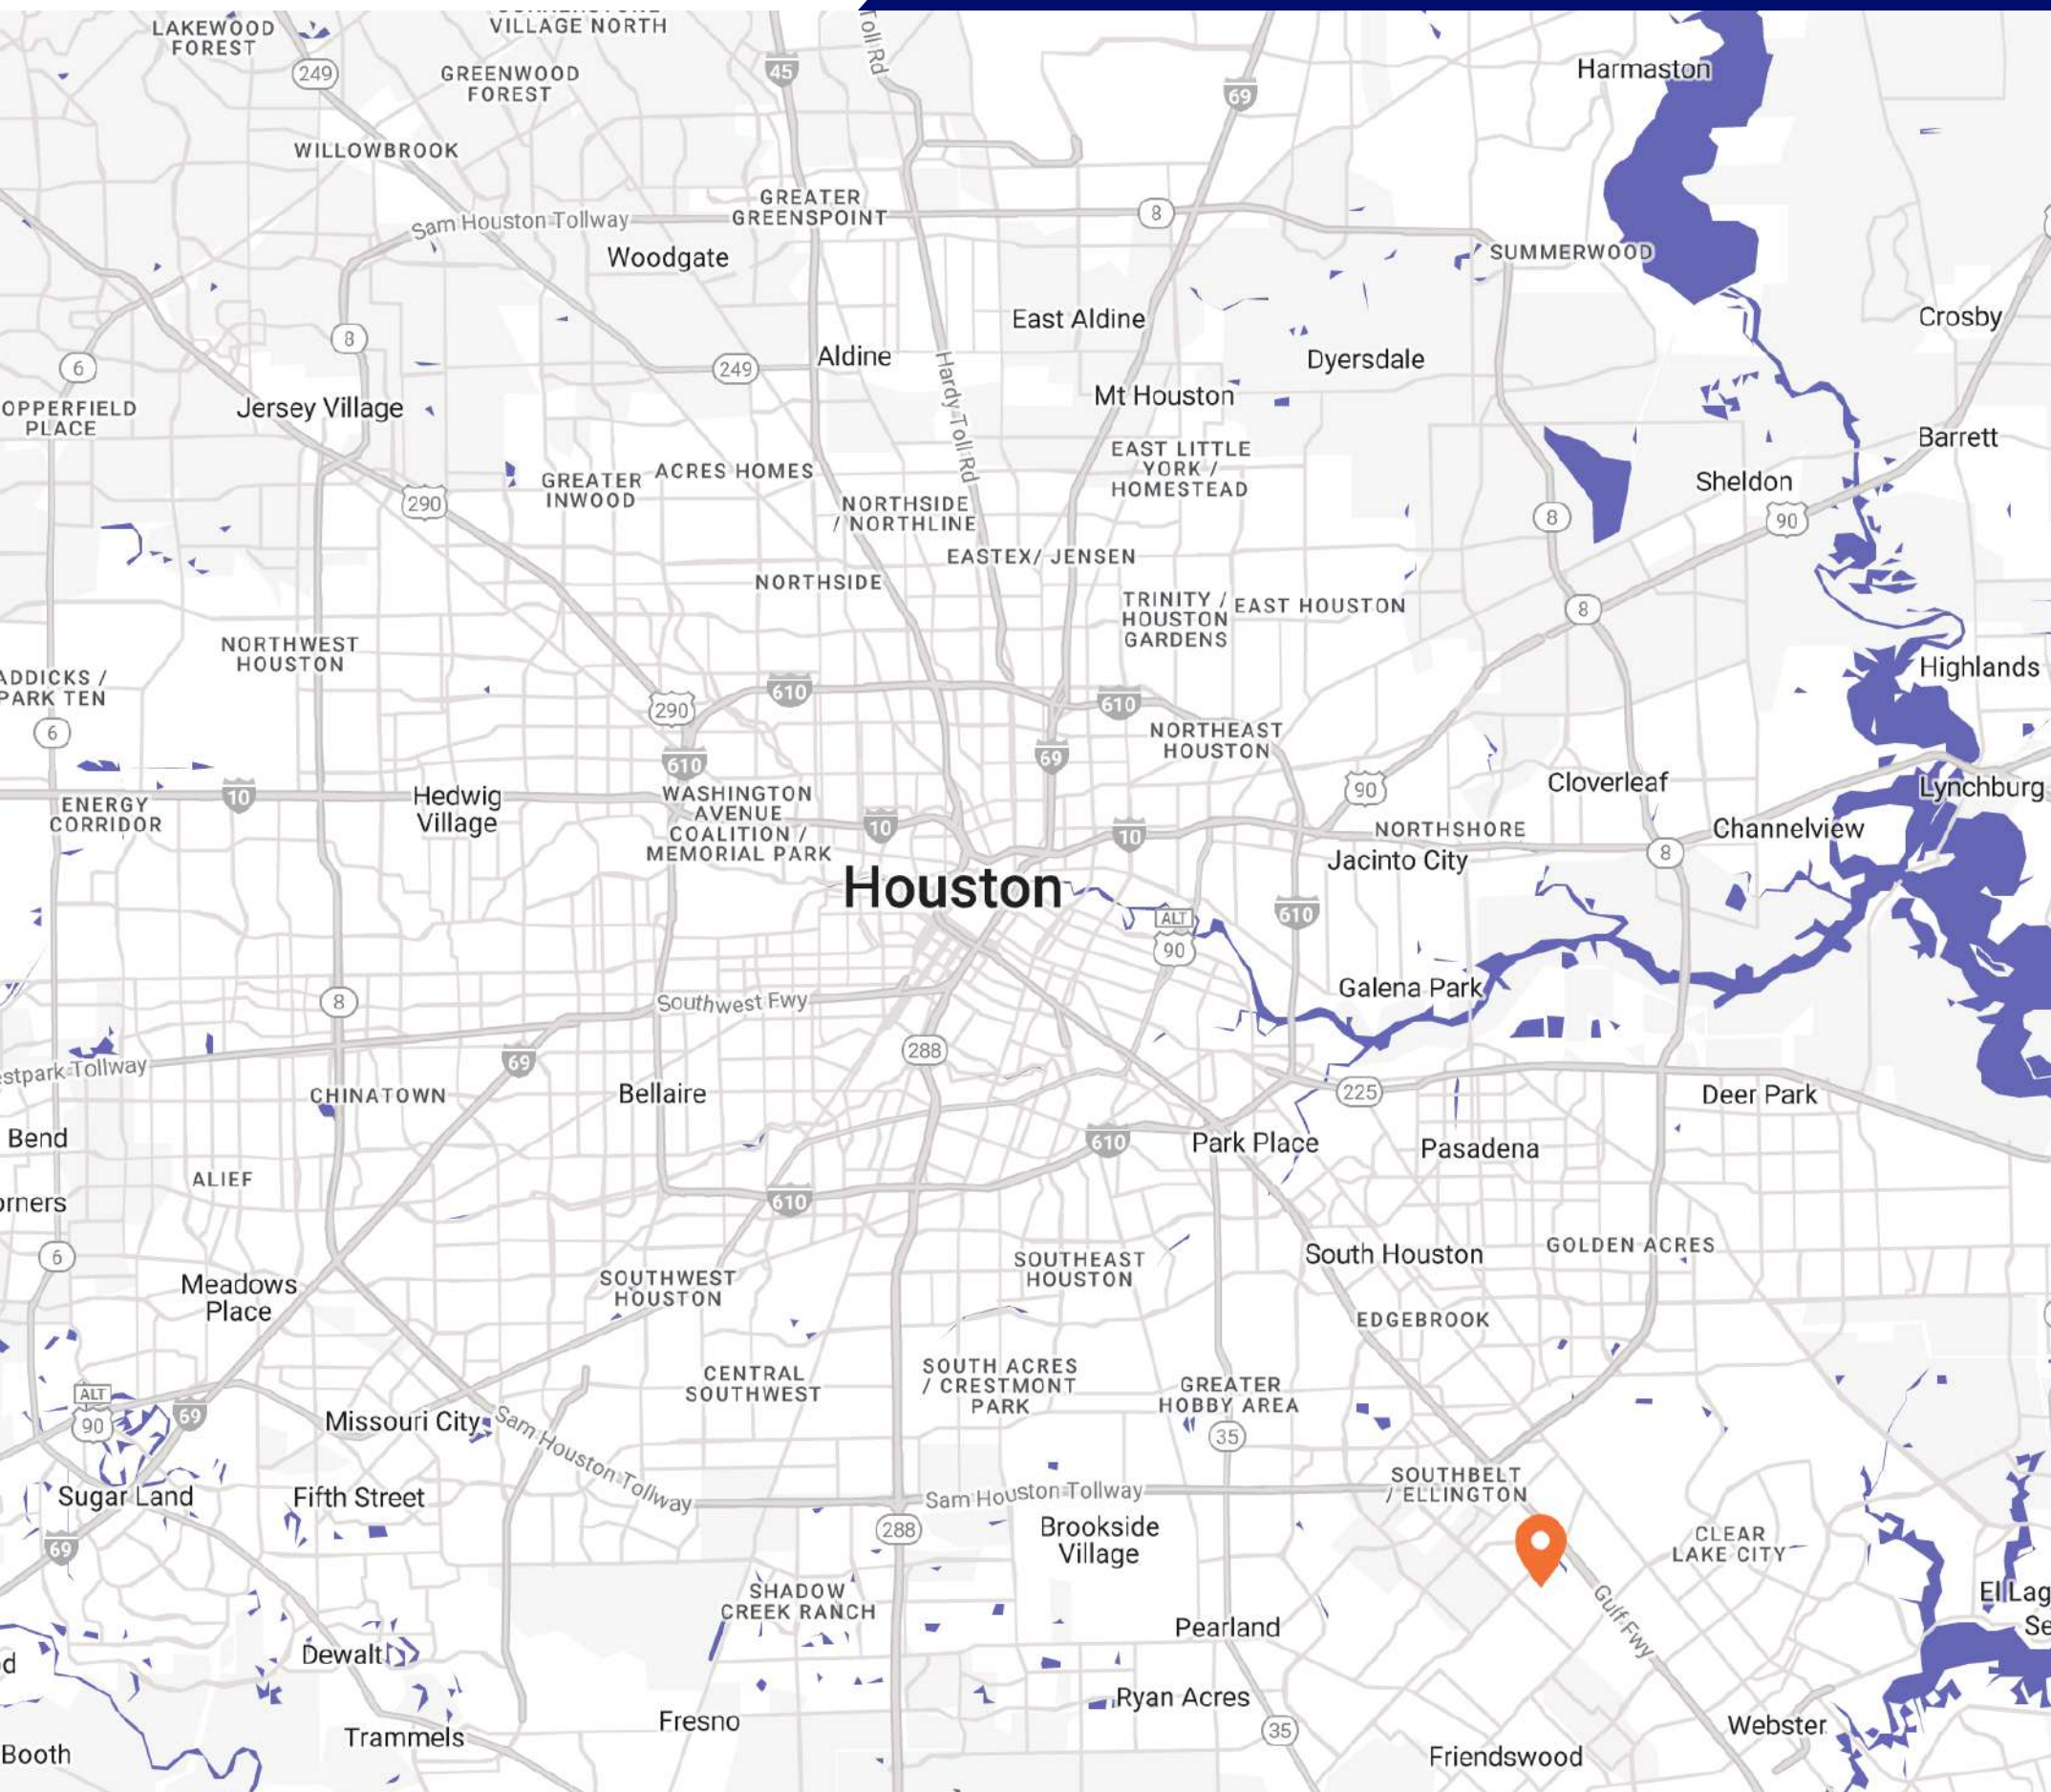 LAKEWOOD
FOREST
VILLAGE NORTH
249
GREENWOOD
FOREST
45
Toll Rd
69
Harmaston
WILLOWBROOK
Sam Houston Tollway
GREATER
GREENSPOINT
8
Woodgate
SUMMERWOOD
East Aldine
Crosby
8
6
249
Aldine
Hardy Toll Rd
Dyersdale
OPPERFIELD
PLACE
Jersey Village
Mt Houston
Barrett
290
GREATER
INWOOD
ACRES HOMES
EAST LITTLE
YORK /
HOMESTEAD
Sheldon
NORTHSIDE
/ NORTHLINE
8
90
EASTEX/ JENSEN
NORTHSIDE
TRINITY /
HOUSTON
GARDENS
EAST HOUSTON
8
NORTHWEST
HOUSTON
ADDICKS /
PARK TEN
Highlands
6
290
610
610
NORTHEAST
HOUSTON
610
69
10
ENERGY
CORRIDOR
Hedwig
Village
WASHINGTON
AVENUE
COALITION /
MEMORIAL PARK
10
10
90
Cloverleaf
Lynchburg
NORTHSHORE
Channelview
Jacinto City
8
Houston
ALT
90
610
Galena Park
8
Southwest Fwy
288
69
estpark Tollway
CHINATOWN
Bellaire
225
Deer Park
Bend
610
Park Place
Pasadena
ALIEF
orners
610
6
Meadows
Place
SOUTHWEST
HOUSTON
SOUTHEAST
HOUSTON
South Houston
GOLDEN ACRES
EDGEBROOK
CENTRAL
SOUTHWEST
SOUTH ACRES
/ CRESTMONT
PARK
GREATER
HOBBY AREA
ALT
90
69
Missouri City
Sam Houston Tollway
35
Sugar Land
Fifth Street
Sam Houston Tollway
SOUTHBELT
/ ELLINGTON
69
288
Brookside
Village
CLEAR
LAKE CITY
SHADOW
CREEK RANCH
Gulf Fwy
El Lag
Se
Pearland
d
Dewalt
Ryan Acres
Fresno
Trammels
35
Webster
Booth
Friendswood